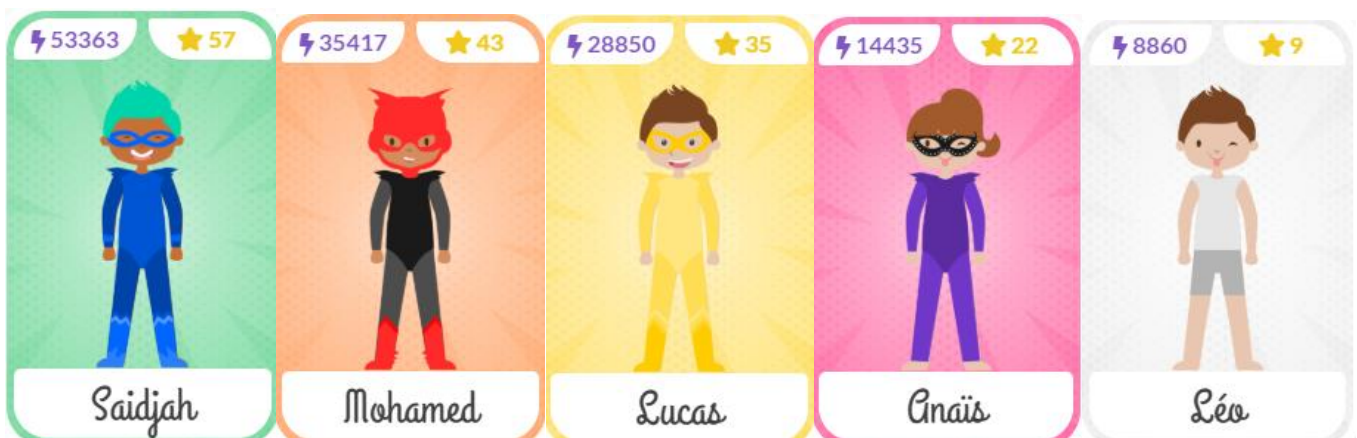 53363 57
35417 43
28850 35
14435 22
8860 9
Saidjah
Mohamed
Lucas
Anaïs
Léo